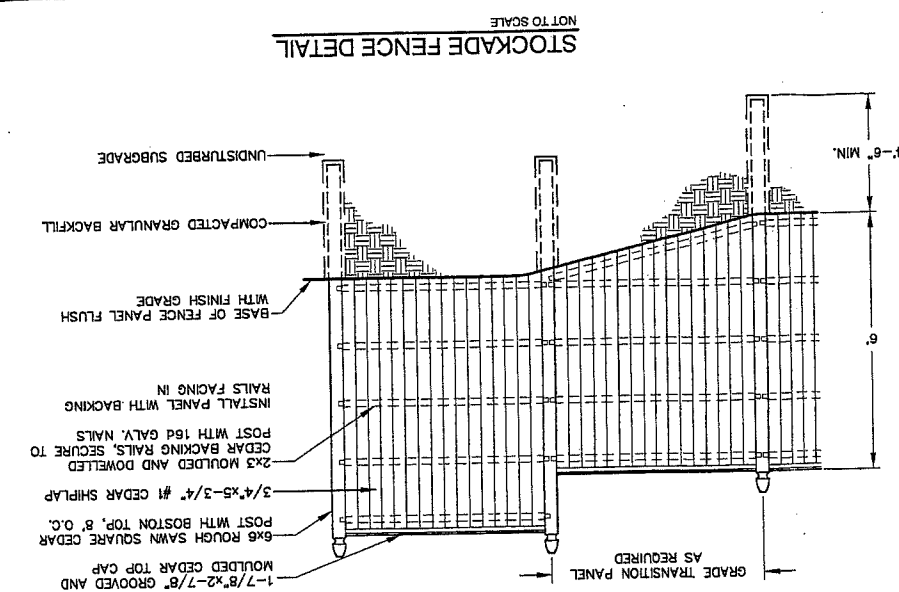 1-7/8"x2-7/8" GROOVED AND
MOULDED CEDAR TOP CAP
6x6 ROUGH SAWN SQUARE CEDAR
POST WITH BOSTON TOP, 8' O.C.
3/4"x5-3/4" #1 CEDAR SHIPLAP
2x3 MOULDED AND DOWELLED
CEDAR BACKING RAILS, SECURE TO
POST WITH 16d GALV. NAILS
INSTALL PANEL WITH BACKING
RAILS FACING IN
BASE OF FENCE PANEL FLUSH
WITH FINISH GRADE
COMPACTED GRANULAR BACKFILL
UNDISTURBED SUBGRADE
GRADE TRANSITION PANEL
AS REQUIRED
6'
MIN.
STOCKADE FENCE DETAIL
NOT TO SCALE